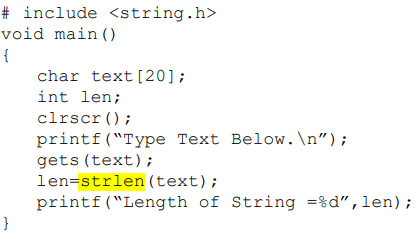 # include <string.h>
void main()
{
char text[20];
int len;
clrscr();
printf(“Type Text Below.\n”);
gets(text);
len=strlen(text);
printf(“Length of String =%d”,len);
}